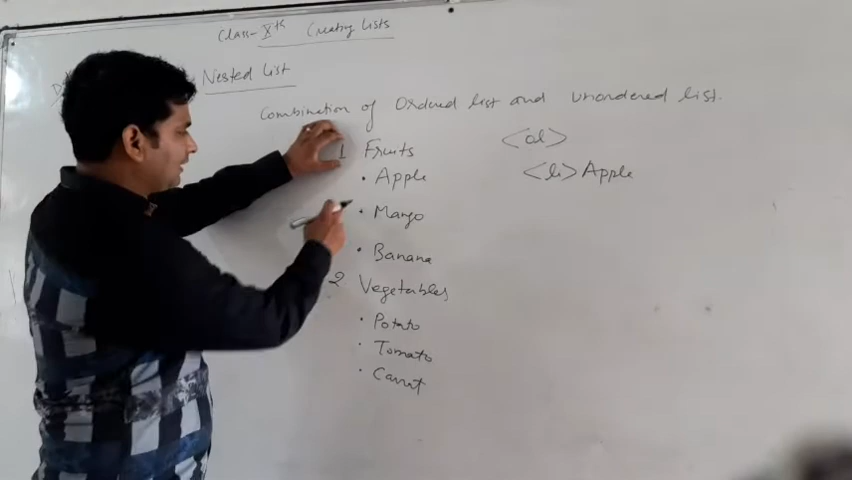 Class-Xth Creating Lists
Nested List
Combination of Ordered list and unordered list.
1 Fruits
• Apple
• Mango
• Banana
2 Vegetables
• Potato
• Tomato
• Carrot
<ol>
<li>Apple